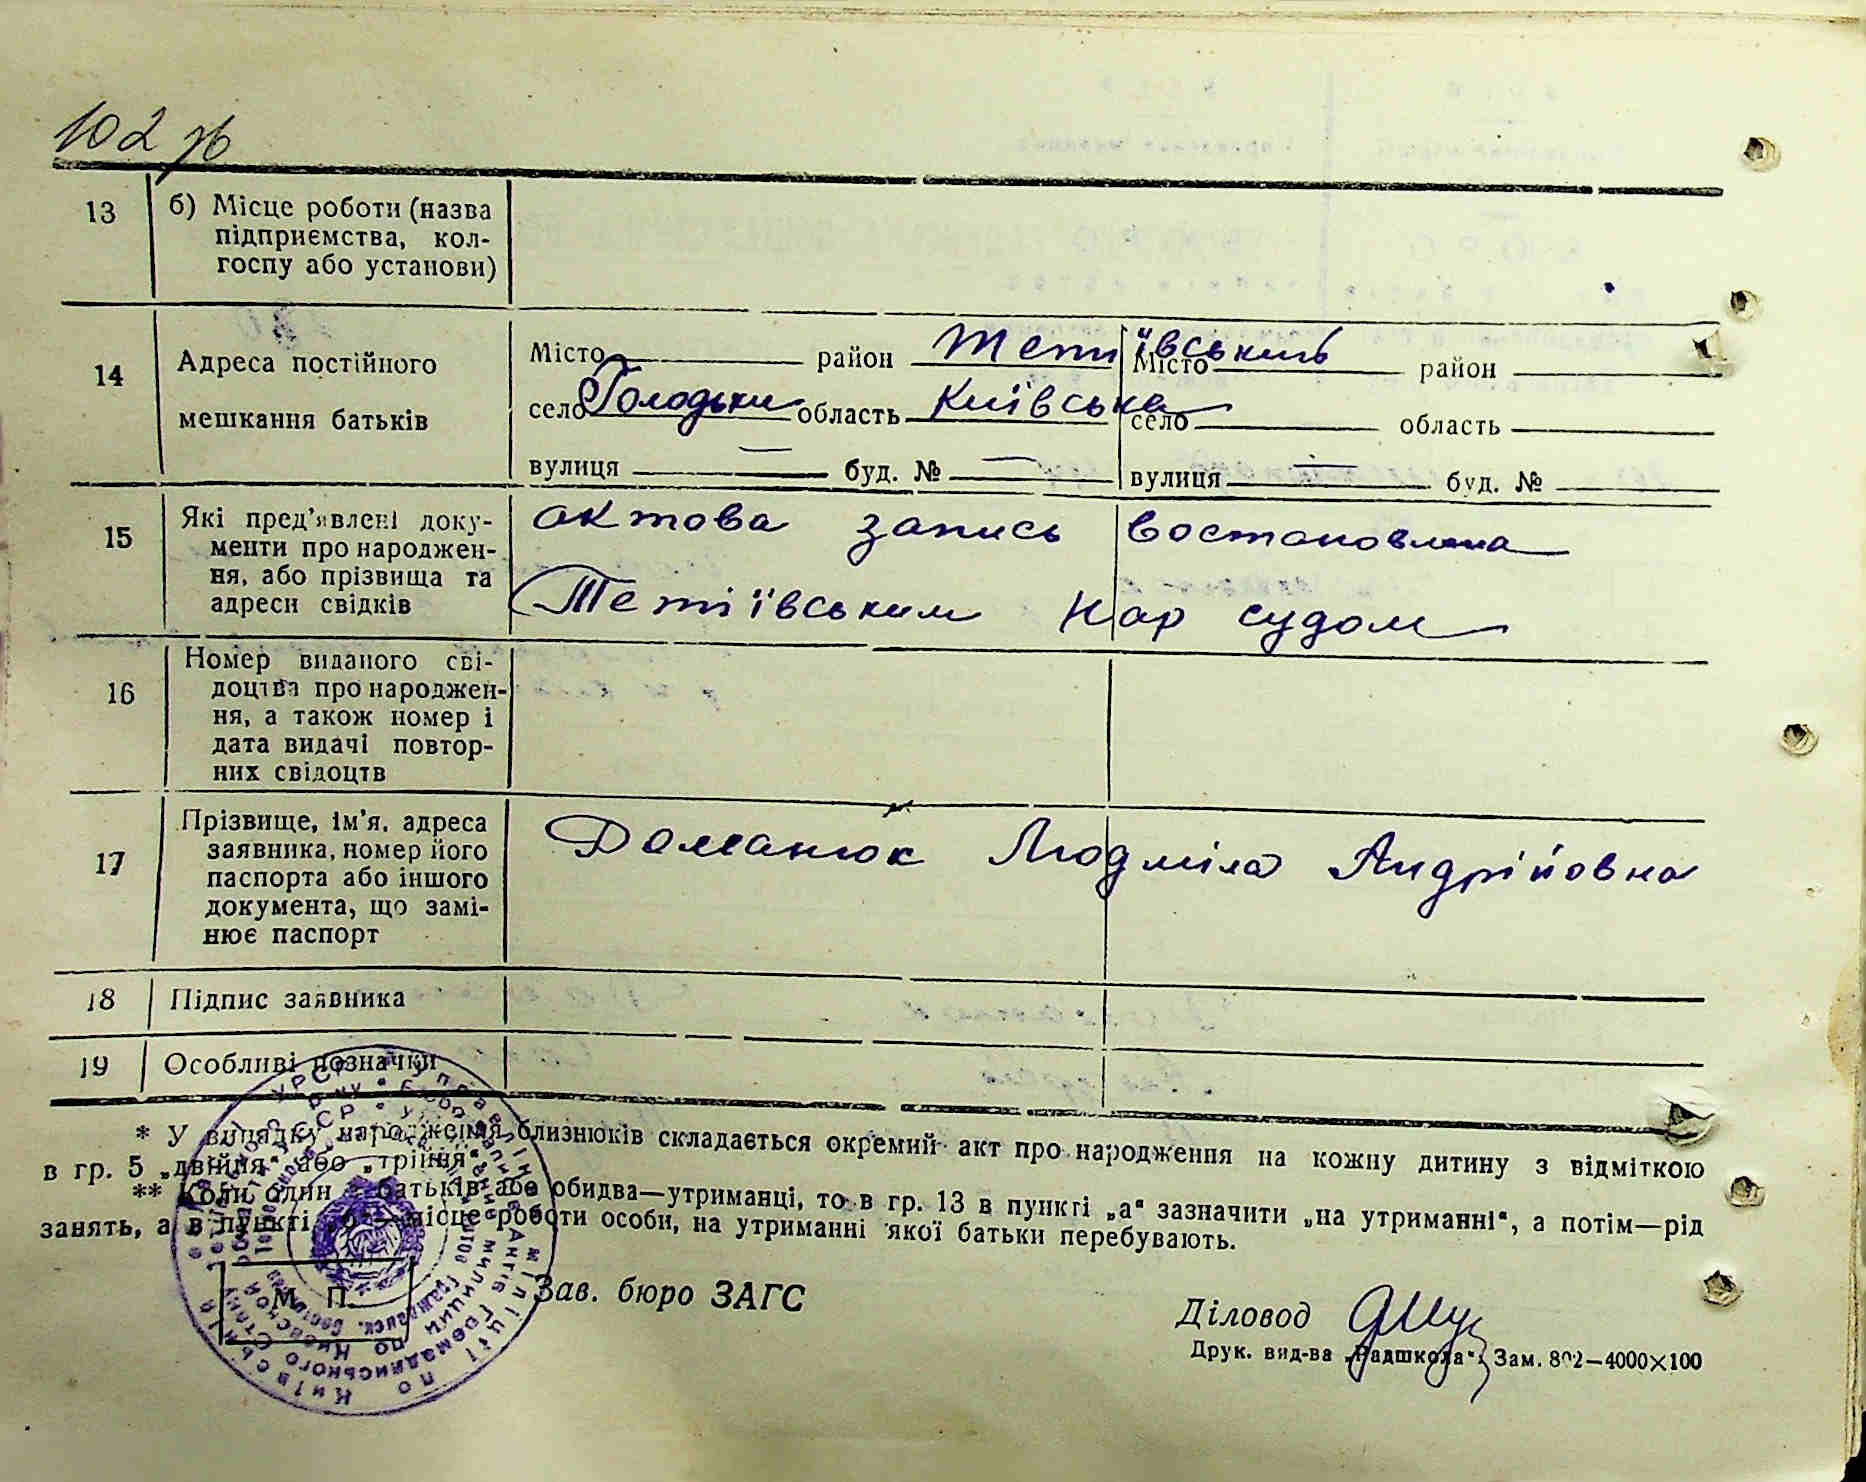 102 
13 б) Місце роботи (назва
підприємства, кол-
госпу або установи)
14 Адреса постійного
мешкання батьків
Місто район Тетіївський Місто район
село Голодьки область Київська село область
вулиця — буд. № — вулиця — буд. №
15 Які пред'явлені доку-
менти про народжен-
ня, або прізвища та
адреси свідків
актова запись востоновлена
Тетіївським Нар судом
16 Номер виданого сві-
доцтва про народжен-
ня, а також номер і
дата видачі повтор-
них свідоцтв
17 Прізвище, ім'я, адреса
заявника, номер його
паспорта або іншого
документа, що замі-
нює паспорт
Доманюк Людміла Андрійовна
18 Підпис заявника
19 Особливі позначки
* У випадку народження близнюків складається окремий акт про народження на кожну дитину з відміткою
в гр. 5 „двійня“ або „трійня“.
** Коли один з батьків або обидва—утриманці, то в гр. 13 в пункті „а“ зазначити „на утриманні“, а потім—рід
занять, а в пункті „б“—місце роботи особи, на утриманні якої батьки перебувають.
М. П.
Зав. бюро ЗАГС
Діловод
Друк. вид-ва „Радшкола“. Зам. 802—4000×100